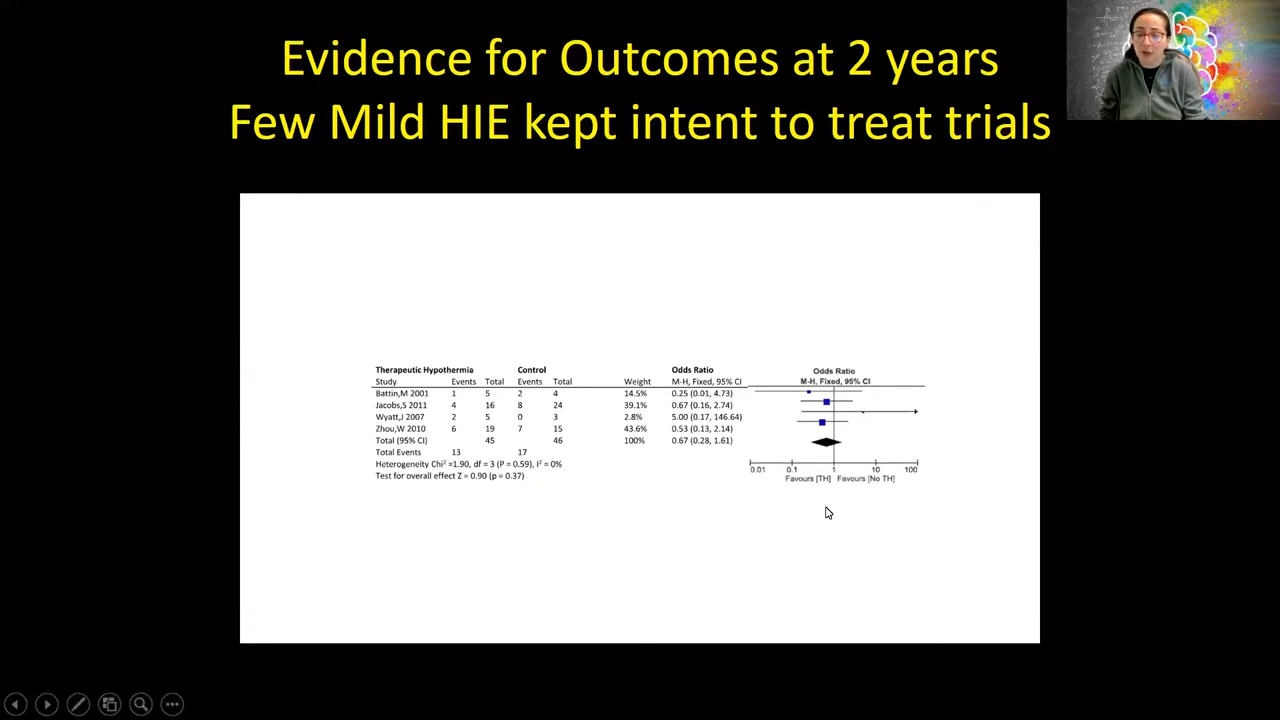 Evidence for Outcomes at 2 years
Few Mild HIE kept intent to treat trials
Therapeutic Hypothermia Control Odds Ratio
Study Events Total Events Total Weight M-H, Fixed, 95% CI
Battin,M 2001 1 5 2 4 14.5% 0.25 (0.01, 4.73)
Jacobs,S 2011 4 16 8 24 39.1% 0.67 (0.16, 2.74)
Wyatt,J 2007 2 5 0 3 2.8% 5.00 (0.17, 146.64)
Zhou,W 2010 6 19 7 15 43.6% 0.53 (0.13, 2.14)
Total (95% CI) 45 46 100% 0.67 (0.28, 1.61)
Total Events 13 17
Heterogeneity Chi² =1.90, df = 3 (P = 0.59), I² = 0%
Test for overall effect Z = 0.90 (p = 0.37)
Odds Ratio
M-H, Fixed, 95% CI
0.01 0.1 1 10 100
Favours [TH] Favours [No TH]